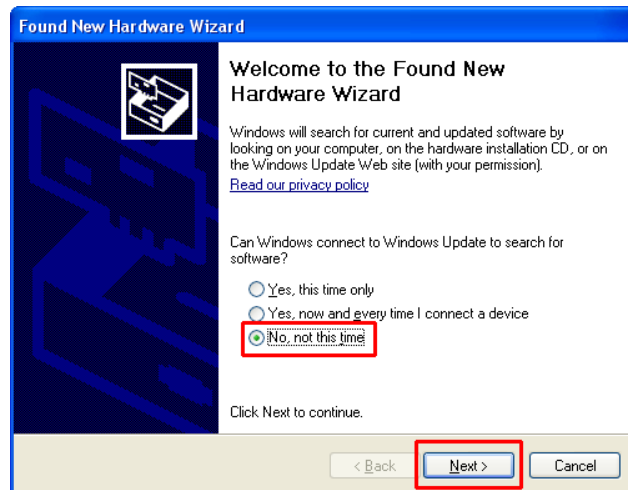 Found New Hardware Wizard
Welcome to the Found New
Hardware Wizard
Windows will search for current and updated software by
looking on your computer, on the hardware installation CD, or on
the Windows Update Web site (with your permission).
Read our privacy policy
Can Windows connect to Windows Update to search for
software?
Yes, this time only
Yes, now and every time I connect a device
No, not this time
Click Next to continue.
< Back
Next >
Cancel